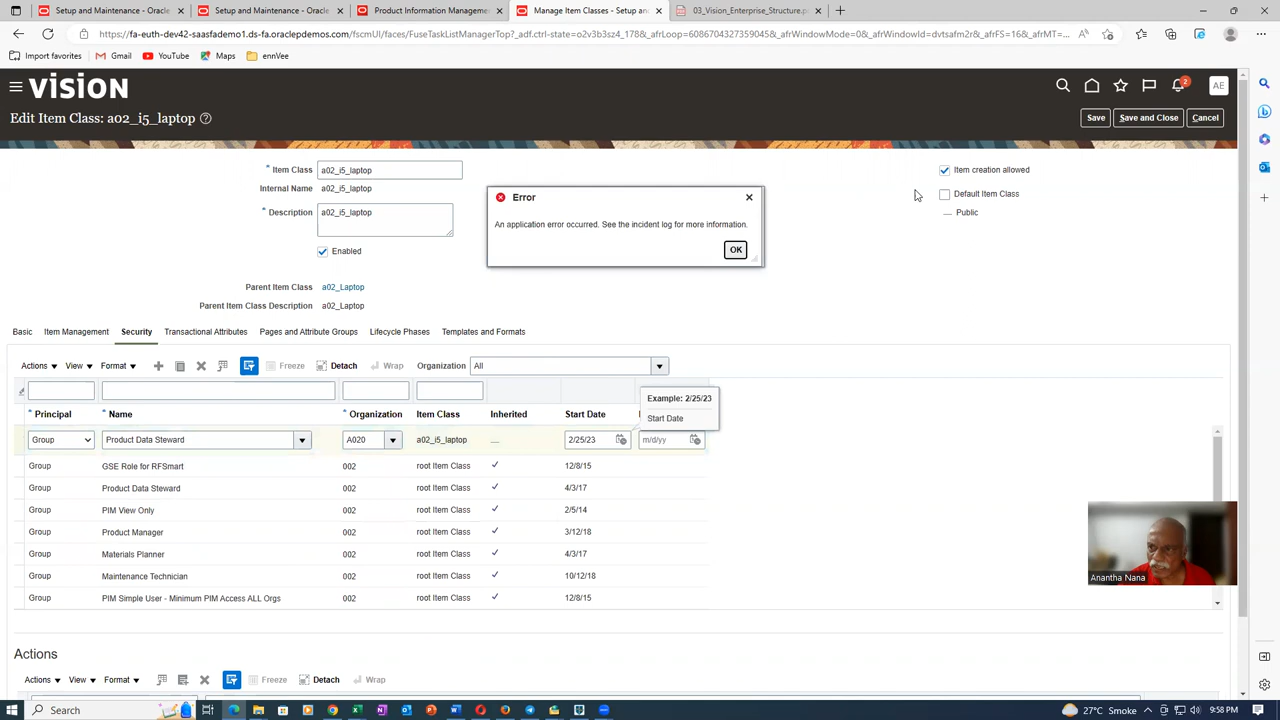 Setup and Maintenance - Oracle
Setup and Maintenance - Oracle
Product Information Management
Manage Item Classes - Setup and
03_Vision_Enterprise_Structure.p
https://fa-euth-dev42-saasfademo1.ds-fa.oraclepdemos.com/fscmUI/faces/FuseTaskListManagerTop?_adf.ctrl-state=o2v3b3sz4_178&_afrLoop=6086704327359045&_afrWindowMode=0&_afrWindowId=dvtsafm2r&_afrFS=16&_afrMT=...
Import favorites
Gmail
YouTube
Maps
ennVee
VISION
2
AE
Edit Item Class: a02_i5_laptop
Save
Save and Close
Cancel
* Item Class a02_i5_laptop
Internal Name a02_i5_laptop
* Description a02_i5_laptop
Enabled
Parent Item Class a02_Laptop
Parent Item Class Description a02_Laptop
Item creation allowed
Default Item Class
Public
Error
An application error occurred. See the incident log for more information.
OK
Basic Item Management Security Transactional Attributes Pages and Attribute Groups Lifecycle Phases Templates and Formats
Actions View Format Freeze Detach Wrap Organization All
Example: 2/25/23
Start Date
* Principal * Name * Organization Item Class Inherited Start Date
Group Product Data Steward A020 a02_i5_laptop 2/25/23 m/d/yy
Group GSE Role for RFSmart 002 root Item Class 12/8/15
Group Product Data Steward 002 root Item Class 4/3/17
Group PIM View Only 002 root Item Class 2/5/14
Group Product Manager 002 root Item Class 3/12/18
Group Materials Planner 002 root Item Class 4/3/17
Group Maintenance Technician 002 root Item Class 10/12/18
Group PIM Simple User - Minimum PIM Access ALL Orgs 002 root Item Class 12/8/15
Anantha Nana
Actions
Actions View Format Freeze Detach Wrap
Search
27°C Smoke
9:58 PM